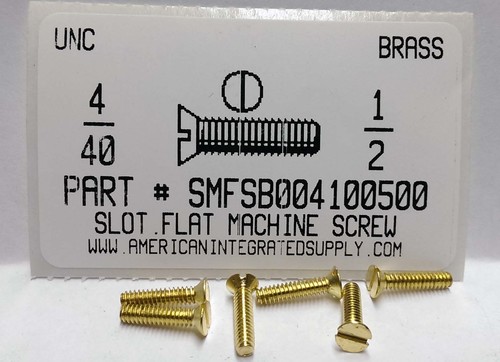 UNC BRASS
4 1
40 2
PART # SMFSB004100500
SLOT.FLAT MACHINE SCREW
WWW.AMERICANINTEGRATEDSUPPLY.COM